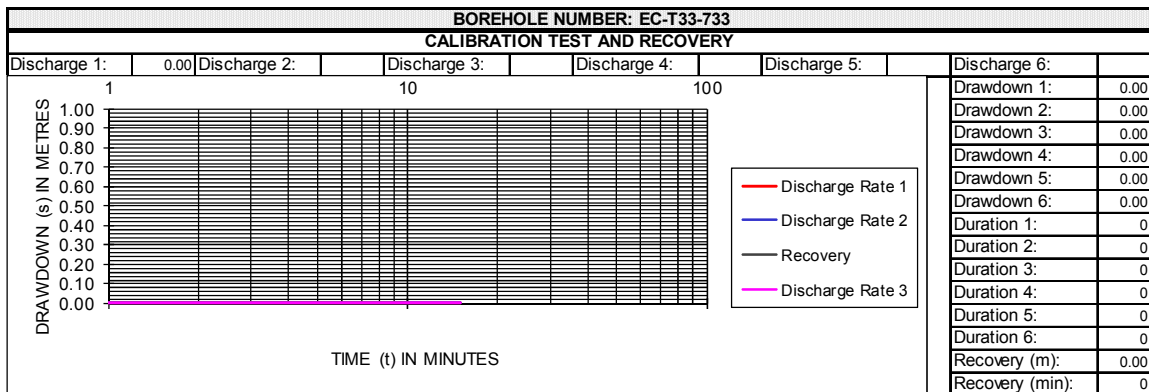 BOREHOLE NUMBER: EC-T33-733
CALIBRATION TEST AND RECOVERY
Discharge 1: 0.00 Discharge 2: Discharge 3: Discharge 4: Discharge 5: Discharge 6:
1 10 100
DRAWDOWN (s) IN METRES
1.00
0.90
0.80
0.70
0.60
0.50
0.40
0.30
0.20
0.10
0.00
TIME (t) IN MINUTES
Discharge Rate 1
Discharge Rate 2
Recovery
Discharge Rate 3
Drawdown 1: 0.00
Drawdown 2: 0.00
Drawdown 3: 0.00
Drawdown 4: 0.00
Drawdown 5: 0.00
Drawdown 6: 0.00
Duration 1: 0
Duration 2: 0
Duration 3: 0
Duration 4: 0
Duration 5: 0
Duration 6: 0
Recovery (m): 0.00
Recovery (min): 0